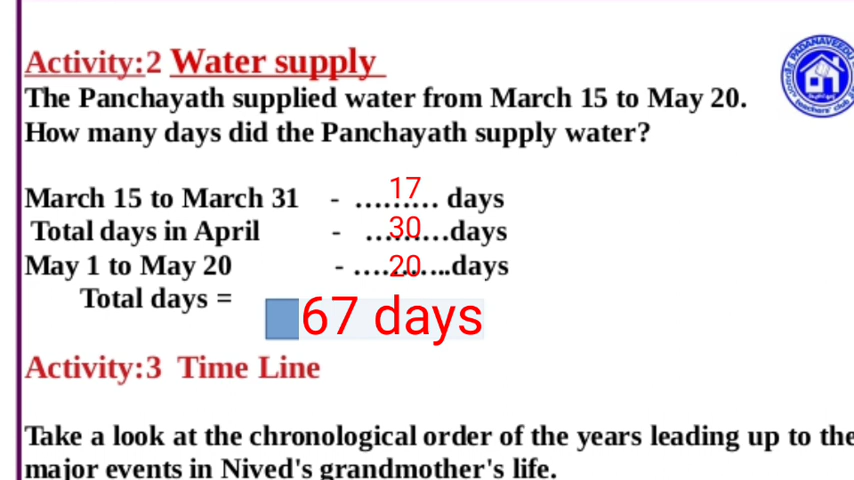 Activity:2 Water supply
The Panchayath supplied water from March 15 to May 20.
How many days did the Panchayath supply water?
March 15 to March 31 - ……… 17 days
Total days in April - ……… 30 days
May 1 to May 20 - ……….. 20 days
Total days = 67 days
Activity:3 Time Line
Take a look at the chronological order of the years leading up to the
major events in Nived's grandmother's life.